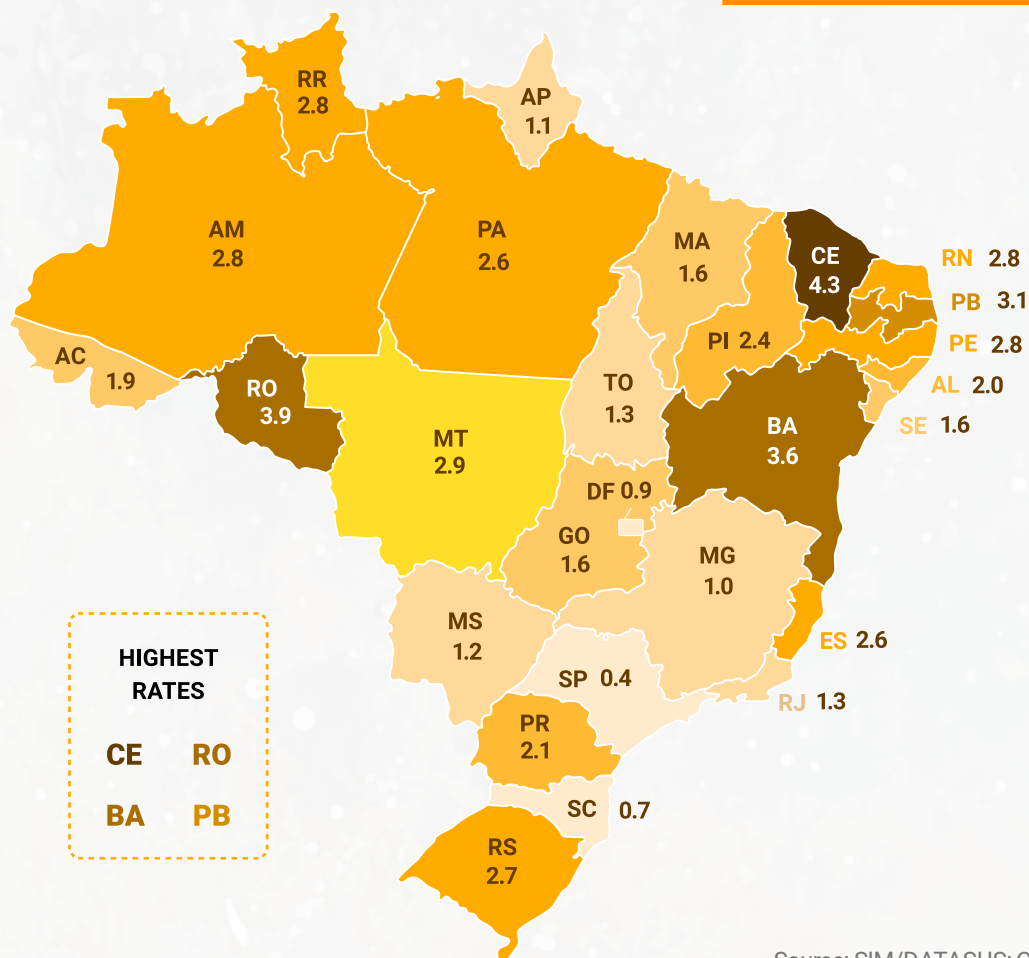 RR
2.8
AP
1.1
AM
2.8
PA
2.6
MA
1.6
CE
4.3
RN 2.8
PB 3.1
PI 2.4
PE 2.8
AC
1.9
AL 2.0
RO
3.9
TO
1.3
SE 1.6
BA
3.6
MT
2.9
DF 0.9
GO
1.6
MG
1.0
MS
1.2
ES 2.6
SP 0.4
RJ 1.3
PR
2.1
SC 0.7
RS
2.7
HIGHEST
RATES
CE RO
BA PB
Source: SIM/DATASUS;